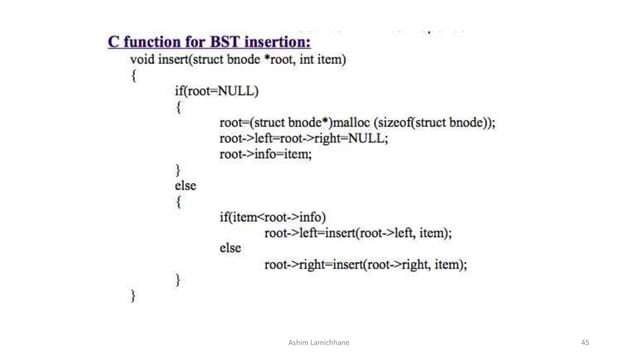 C function for BST insertion:
void insert(struct bnode *root, int item)
{
if(root=NULL)
{
root=(struct bnode*)malloc (sizeof(struct bnode));
root->left=root->right=NULL;
root->info=item;
}
else
{
if(item<root->info)
root->left=insert(root->left, item);
else
root->right=insert(root->right, item);
}
}
Ashim Lamichhane
45